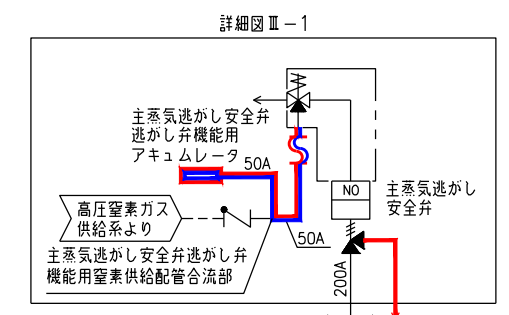 詳細図Ⅲ－1
主蒸気逃がし安全弁
逃がし弁機能用
アキュムレータ
50A
NO
主蒸気逃がし
安全弁
高圧窒素ガス
供給系より
50A
主蒸気逃がし安全弁逃がし弁
機能用窒素供給配管合流部
200A